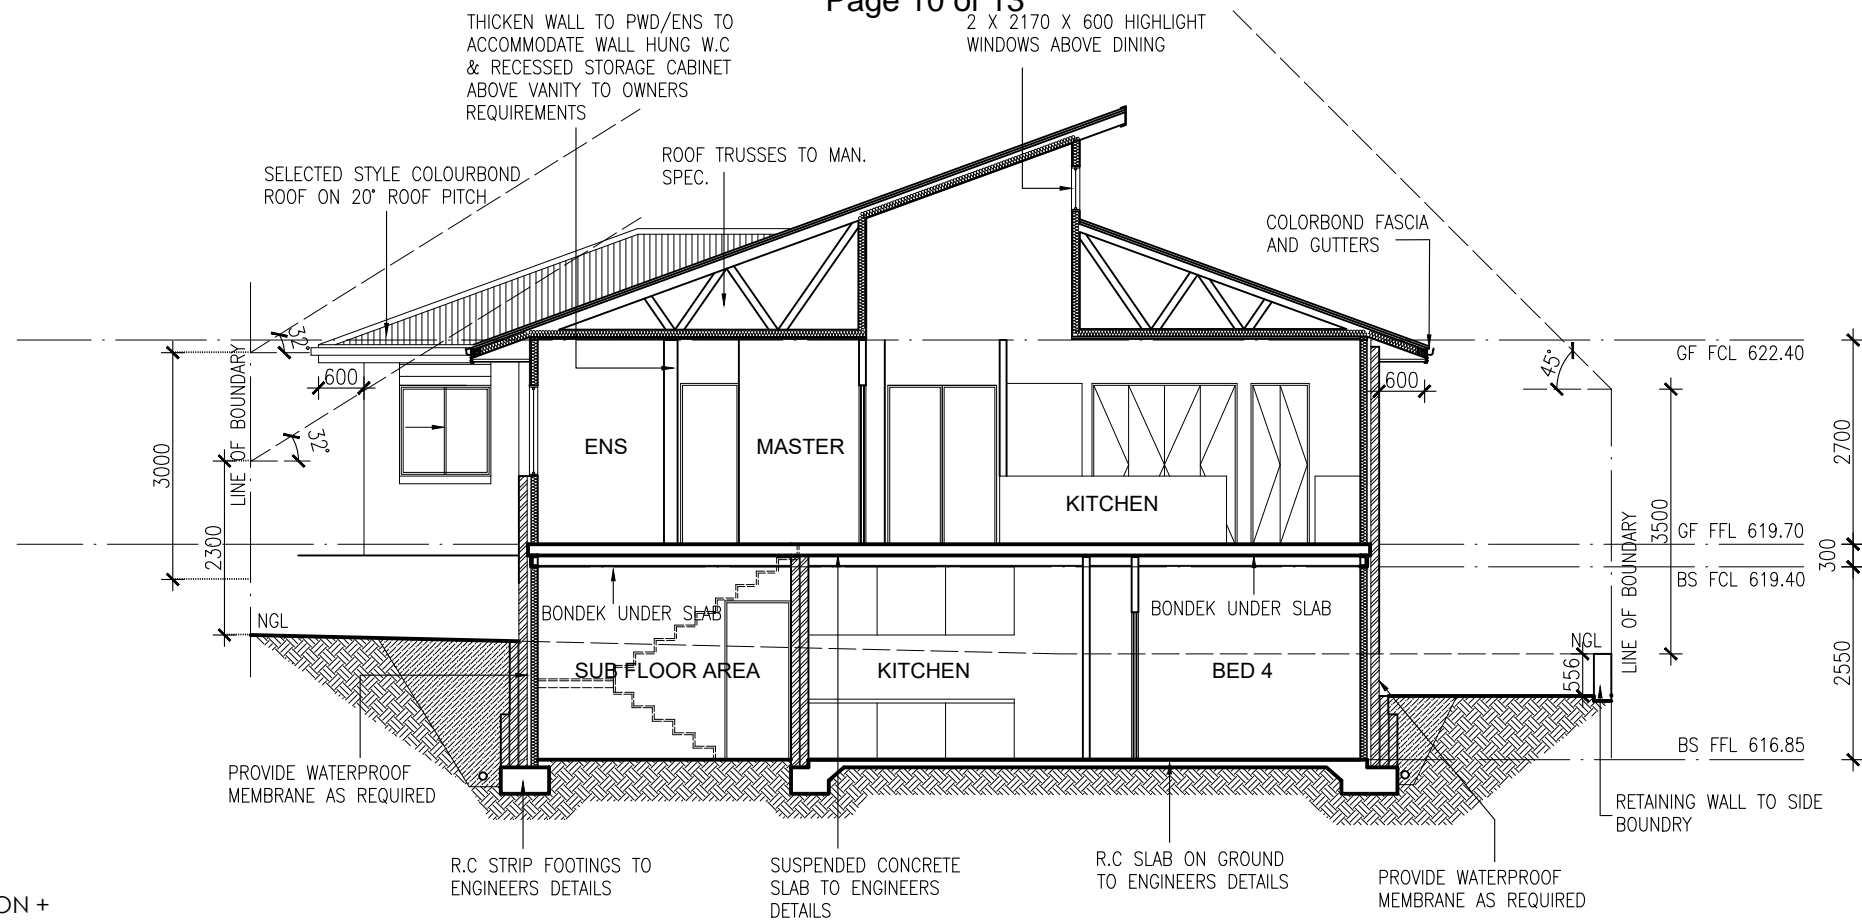 Page 10 of 13
THICKEN WALL TO PWD/ENS TO
ACCOMMODATE WALL HUNG W.C
& RECESSED STORAGE CABINET
ABOVE VANITY TO OWNERS
REQUIREMENTS
2 X 2170 X 600 HIGHLIGHT
WINDOWS ABOVE DINING
ROOF TRUSSES TO MAN.
SPEC.
SELECTED STYLE COLOURBOND
ROOF ON 20° ROOF PITCH
COLORBOND FASCIA
AND GUTTERS
32°
32°
45°
600
600
LINE OF BOUNDARY
3000
2300
GF FCL 622.40
2700
3500
ENS
MASTER
KITCHEN
GF FFL 619.70
300
BS FCL 619.40
LINE OF BOUNDARY
BONDEK UNDER SLAB
BONDEK UNDER SLAB
NGL
NGL
556
2550
SUB FLOOR AREA
KITCHEN
BED 4
BS FFL 616.85
PROVIDE WATERPROOF
MEMBRANE AS REQUIRED
RETAINING WALL TO SIDE
BOUNDRY
R.C STRIP FOOTINGS TO
ENGINEERS DETAILS
SUSPENDED CONCRETE
SLAB TO ENGINEERS
DETAILS
R.C SLAB ON GROUND
TO ENGINEERS DETAILS
PROVIDE WATERPROOF
MEMBRANE AS REQUIRED
ON +